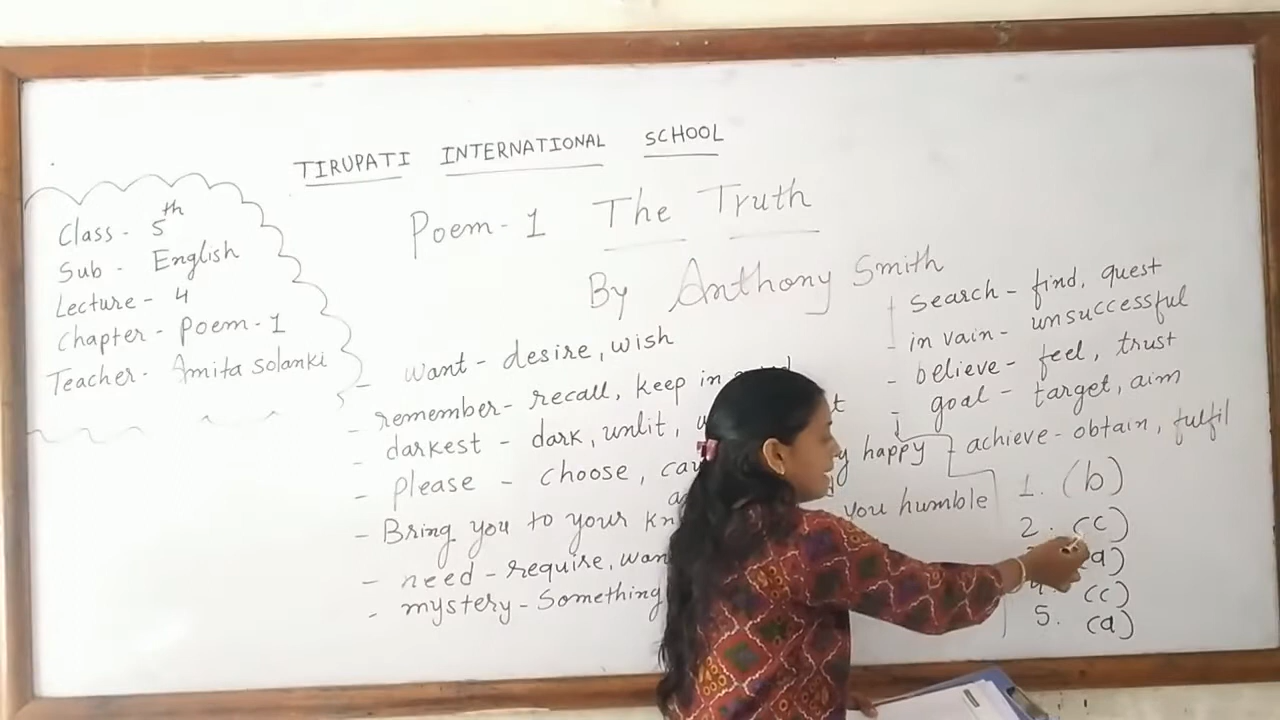 TIRUPATI INTERNATIONAL SCHOOL
Class - 5th
Sub - English
Lecture - 4
Chapter - Poem - 1
Teacher - Amita Solanki
Poem - 1 The Truth
By Anthony Smith
- want - desire, wish
- remember - recall, keep in
- darkest - dark, unlit,
- please - choose, happy
- Bring you to your you humble
- need - require, want
- mystery - Something
- Search - find, quest
- in vain - unsuccessful
- believe - feel, trust
- goal - target, aim
- achieve - obtain, fulfil
1. (b)
2. (c)
(a)
4. (c)
5. (a)